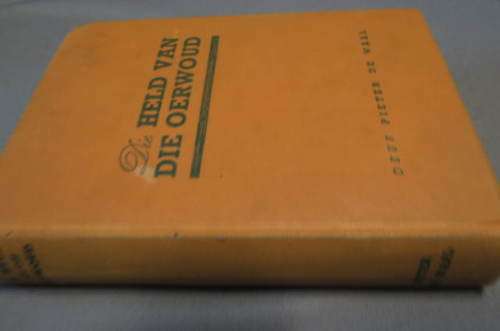 Die HELD VAN
DIE OERWOUD
DEUR PIETER DE WAAL